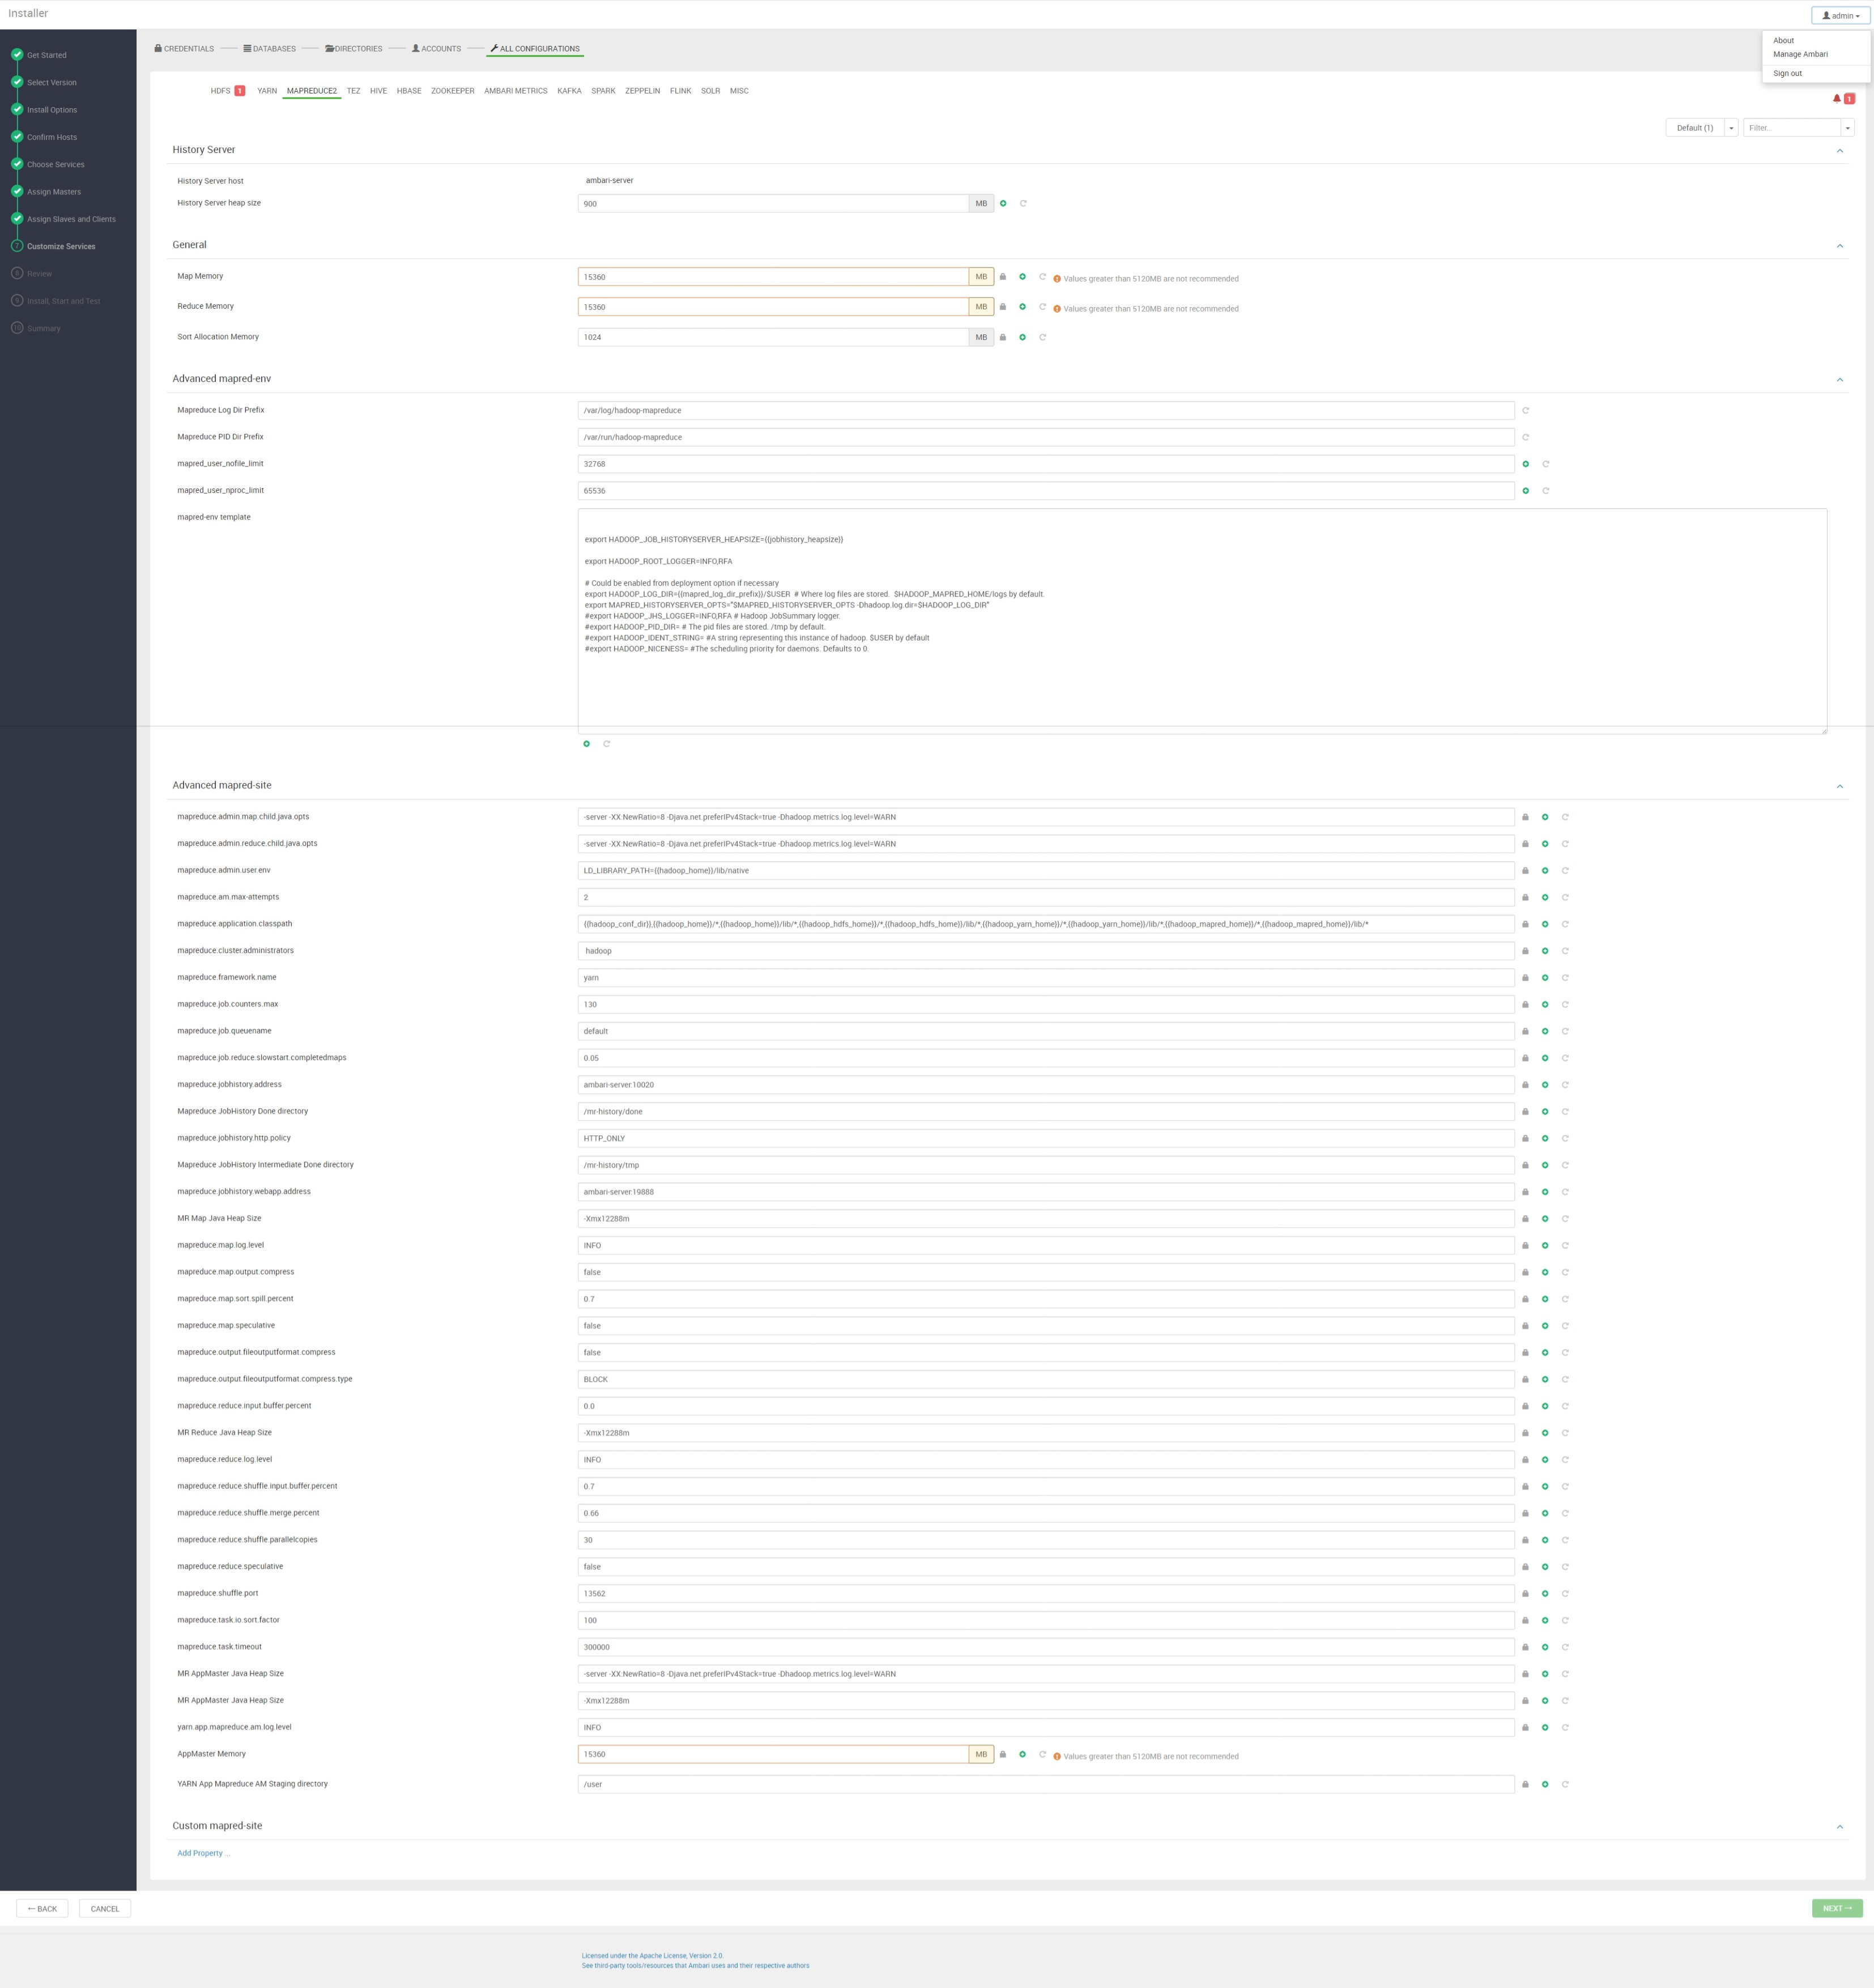 Installer
admin
About
Manage Ambari
Sign out
Get Started
Select Version
Install Options
Confirm Hosts
Choose Services
Assign Masters
Assign Slaves and Clients
7 Customize Services
8 Review
9 Install, Start and Test
10 Summary
CREDENTIALS DATABASES DIRECTORIES ACCOUNTS ALL CONFIGURATIONS
HDFS 1 YARN MAPREDUCE2 TEZ HIVE HBASE ZOOKEEPER AMBARI METRICS KAFKA SPARK ZEPPELIN FLINK SOLR MISC
1
Default (1) Filter...
History Server
History Server host ambari-server
History Server heap size 900 MB
General
Map Memory 15360 MB Values greater than 5120MB are not recommended
Reduce Memory 15360 MB Values greater than 5120MB are not recommended
Sort Allocation Memory 1024 MB
Advanced mapred-env
Mapreduce Log Dir Prefix /var/log/hadoop-mapreduce
Mapreduce PID Dir Prefix /var/run/hadoop-mapreduce
mapred_user_nofile_limit 32768
mapred_user_nproc_limit 65536
mapred-env template
export HADOOP_JOB_HISTORYSERVER_HEAPSIZE={{jobhistory_heapsize}}
export HADOOP_ROOT_LOGGER=INFO,RFA
# Could be enabled from deployment option if necessary
export HADOOP_LOG_DIR={{mapred_log_dir_prefix}}/$USER # Where log files are stored. $HADOOP_MAPRED_HOME/logs by default.
export MAPRED_HISTORYSERVER_OPTS="$MAPRED_HISTORYSERVER_OPTS -Dhadoop.log.dir=$HADOOP_LOG_DIR"
#export HADOOP_JHS_LOGGER=INFO,RFA # Hadoop JobSummary logger.
#export HADOOP_PID_DIR= # The pid files are stored. /tmp by default.
#export HADOOP_IDENT_STRING= #A string representing this instance of hadoop. $USER by default
#export HADOOP_NICENESS= #The scheduling priority for daemons. Defaults to 0.
Advanced mapred-site
mapreduce.admin.map.child.java.opts -server -XX:NewRatio=8 -Djava.net.preferIPv4Stack=true -Dhadoop.metrics.log.level=WARN
mapreduce.admin.reduce.child.java.opts -server -XX:NewRatio=8 -Djava.net.preferIPv4Stack=true -Dhadoop.metrics.log.level=WARN
mapreduce.admin.user.env LD_LIBRARY_PATH={{hadoop_home}}/lib/native
mapreduce.am.max-attempts 2
mapreduce.application.classpath {{hadoop_conf_dir}},{{hadoop_home}}/*,{{hadoop_home}}/lib/*,{{hadoop_hdfs_home}}/*,{{hadoop_hdfs_home}}/lib/*,{{hadoop_yarn_home}}/*,{{hadoop_yarn_home}}/lib/*,{{hadoop_mapred_home}}/*,{{hadoop_mapred_home}}/lib/*
mapreduce.cluster.administrators hadoop
mapreduce.framework.name yarn
mapreduce.job.counters.max 130
mapreduce.job.queuename default
mapreduce.job.reduce.slowstart.completedmaps 0.05
mapreduce.jobhistory.address ambari-server:10020
Mapreduce JobHistory Done directory /mr-history/done
mapreduce.jobhistory.http.policy HTTP_ONLY
Mapreduce JobHistory Intermediate Done directory /mr-history/tmp
mapreduce.jobhistory.webapp.address ambari-server:19888
MR Map Java Heap Size -Xmx12288m
mapreduce.map.log.level INFO
mapreduce.map.output.compress false
mapreduce.map.sort.spill.percent 0.7
mapreduce.map.speculative false
mapreduce.output.fileoutputformat.compress false
mapreduce.output.fileoutputformat.compress.type BLOCK
mapreduce.reduce.input.buffer.percent 0.0
MR Reduce Java Heap Size -Xmx12288m
mapreduce.reduce.log.level INFO
mapreduce.reduce.shuffle.input.buffer.percent 0.7
mapreduce.reduce.shuffle.merge.percent 0.66
mapreduce.reduce.shuffle.parallelcopies 30
mapreduce.reduce.speculative false
mapreduce.shuffle.port 13562
mapreduce.task.io.sort.factor 100
mapreduce.task.timeout 300000
MR AppMaster Java Heap Size -server -XX:NewRatio=8 -Djava.net.preferIPv4Stack=true -Dhadoop.metrics.log.level=WARN
MR AppMaster Java Heap Size -Xmx12288m
yarn.app.mapreduce.am.log.level INFO
AppMaster Memory 15360 MB Values greater than 5120MB are not recommended
YARN App Mapreduce AM Staging directory /user
Custom mapred-site
Add Property ...
← BACK CANCEL NEXT →
Licensed under the Apache License, Version 2.0.
See third-party tools/resources that Ambari uses and their respective authors